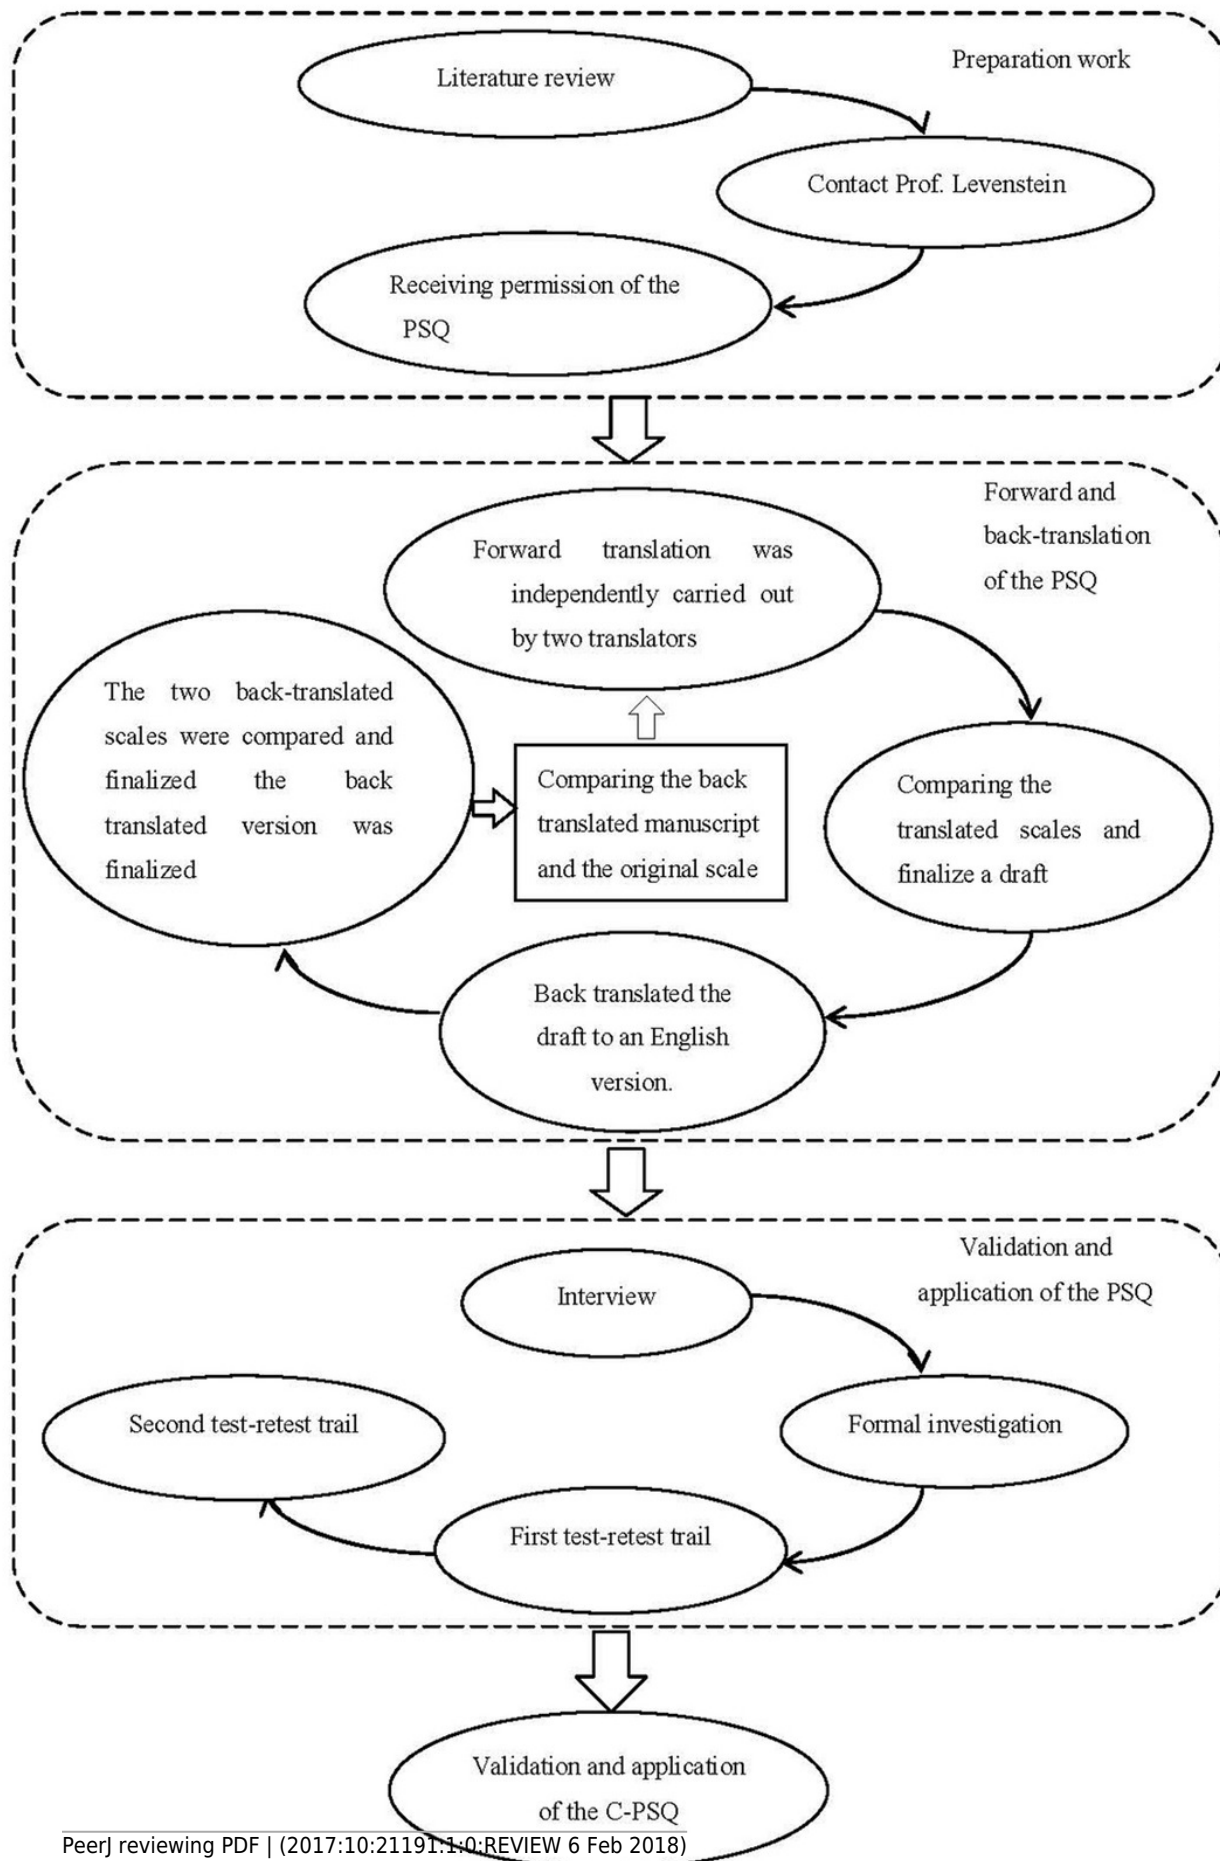 Literature review
Preparation work
Contact Prof. Levenstein
Receiving permission of the
PSQ
Forward and
back-translation
of the PSQ
Forward translation was
independently carried out
by two translators
The two back-translated
scales were compared and
finalized the back
translated version was
finalized
Comparing the back
translated manuscript
and the original scale
Comparing the
translated scales and
finalize a draft
Back translated the
draft to an English
version.
Validation and
application of the PSQ
Interview
Second test-retest trail
Formal investigation
First test-retest trail
Validation and application
of the C-PSQ
PeerJ reviewing PDF | (2017:10:21191:1:0:REVIEW 6 Feb 2018)